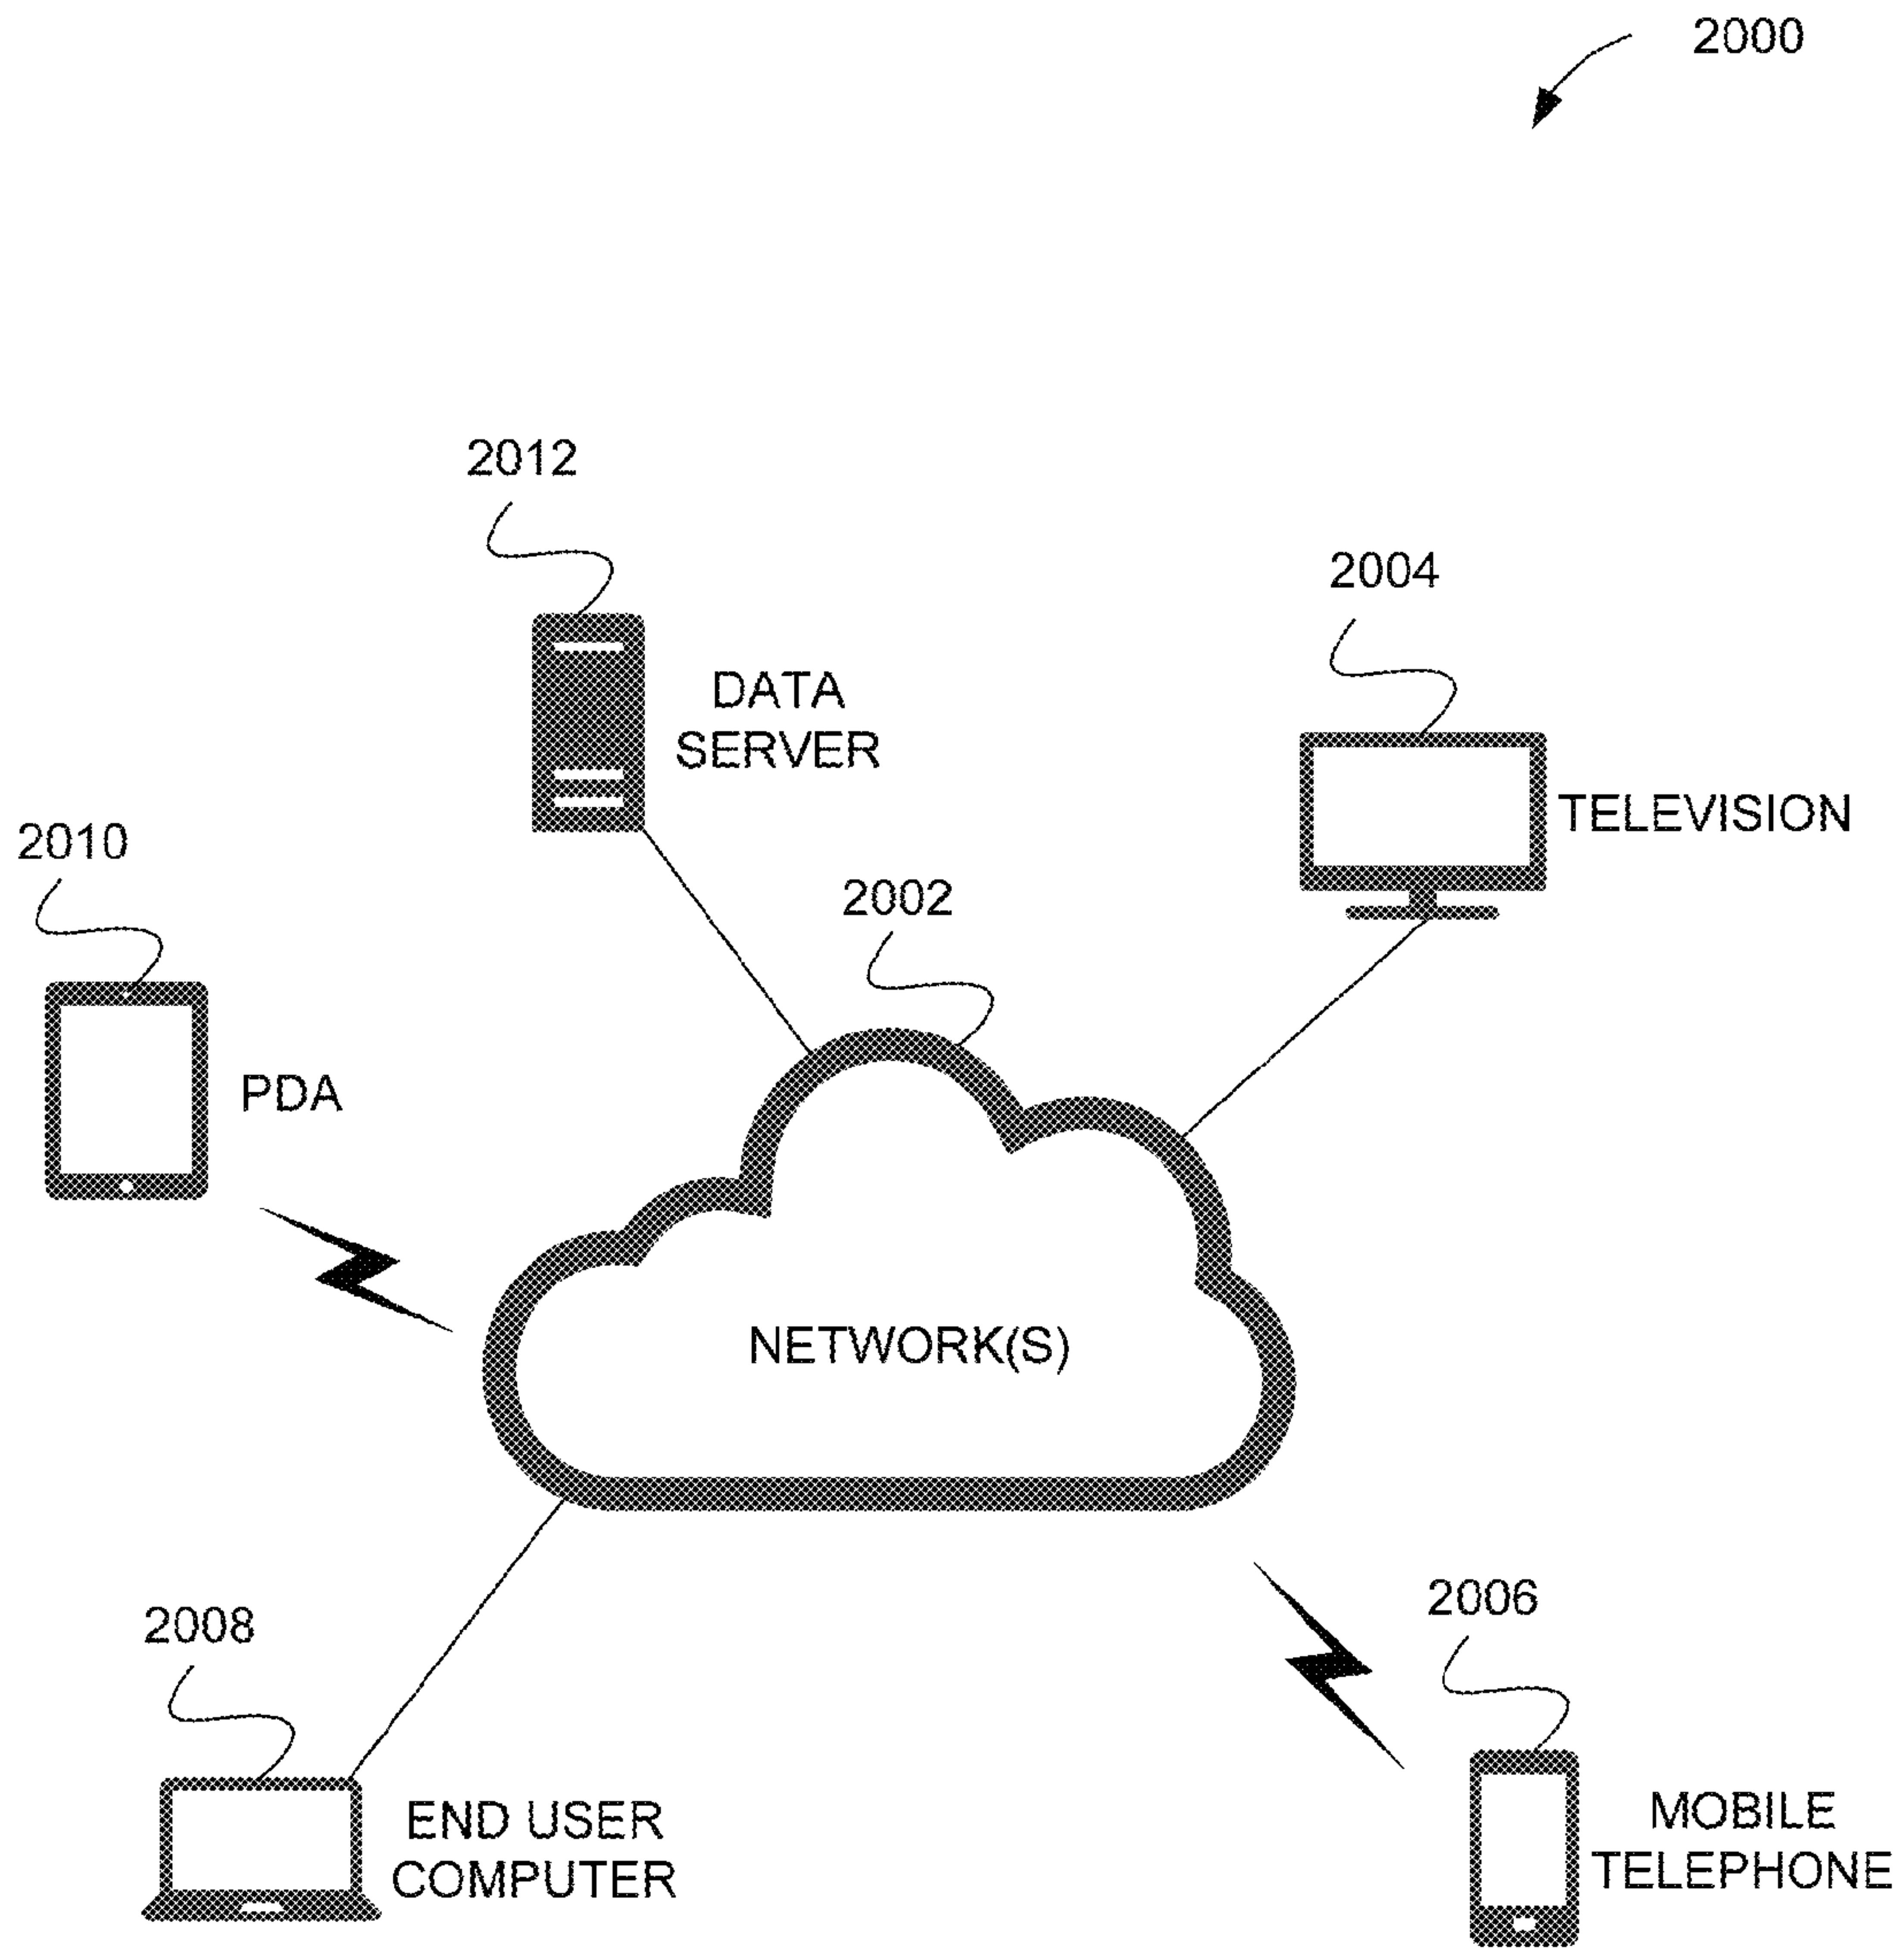 2000
2012
2004
DATA
SERVER
TELEVISION
2010
2002
PDA
NETWORK(S)
2008
2006
END USER
COMPUTER
MOBILE
TELEPHONE